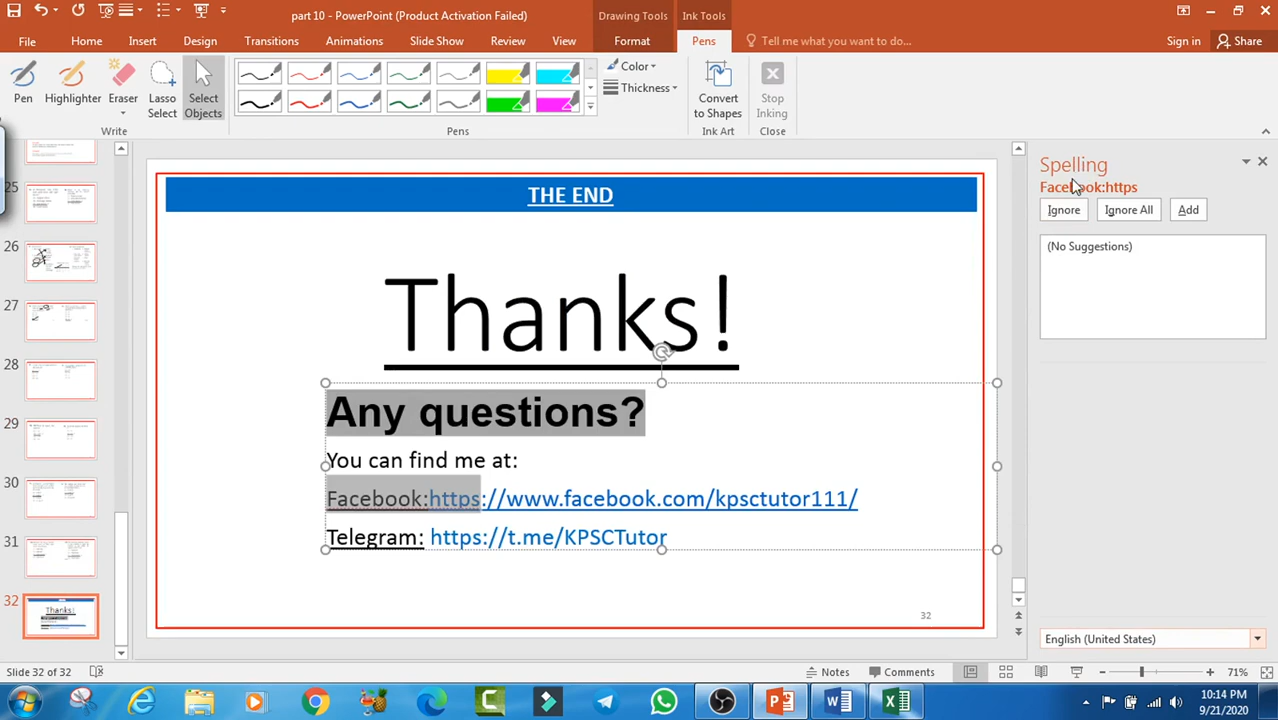 part 10 - PowerPoint (Product Activation Failed)
Drawing Tools
Ink Tools
File
Home
Insert
Design
Transitions
Animations
Slide Show
Review
View
Format
Pens
Tell me what you want to do...
Sign in
Share
Pen
Highlighter
Eraser
Lasso Select
Select Objects
Color
Thickness
Convert to Shapes
Stop Inking
Write
Pens
Ink Art
Close
25
26
27
28
29
30
31
32
Thanks!
THE END
Thanks!
Any questions?
You can find me at:
Facebook:https://www.facebook.com/kpsctutor111/
Telegram: https://t.me/KPSCTutor
32
Spelling
Facebook:https
Ignore
Ignore All
Add
(No Suggestions)
English (United States)
Slide 32 of 32
Notes
Comments
71%
10:14 PM
9/21/2020